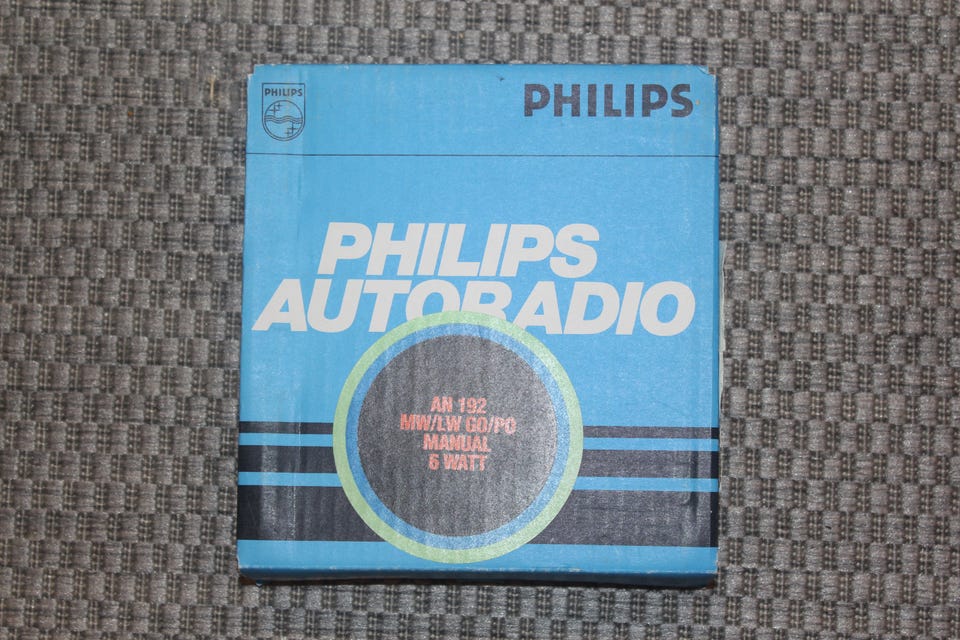 PHILIPS
PHILIPS
PHILIPS
AUTORADIO
AN 192
MW/LW GO/PO
MANUAL
6 WATT